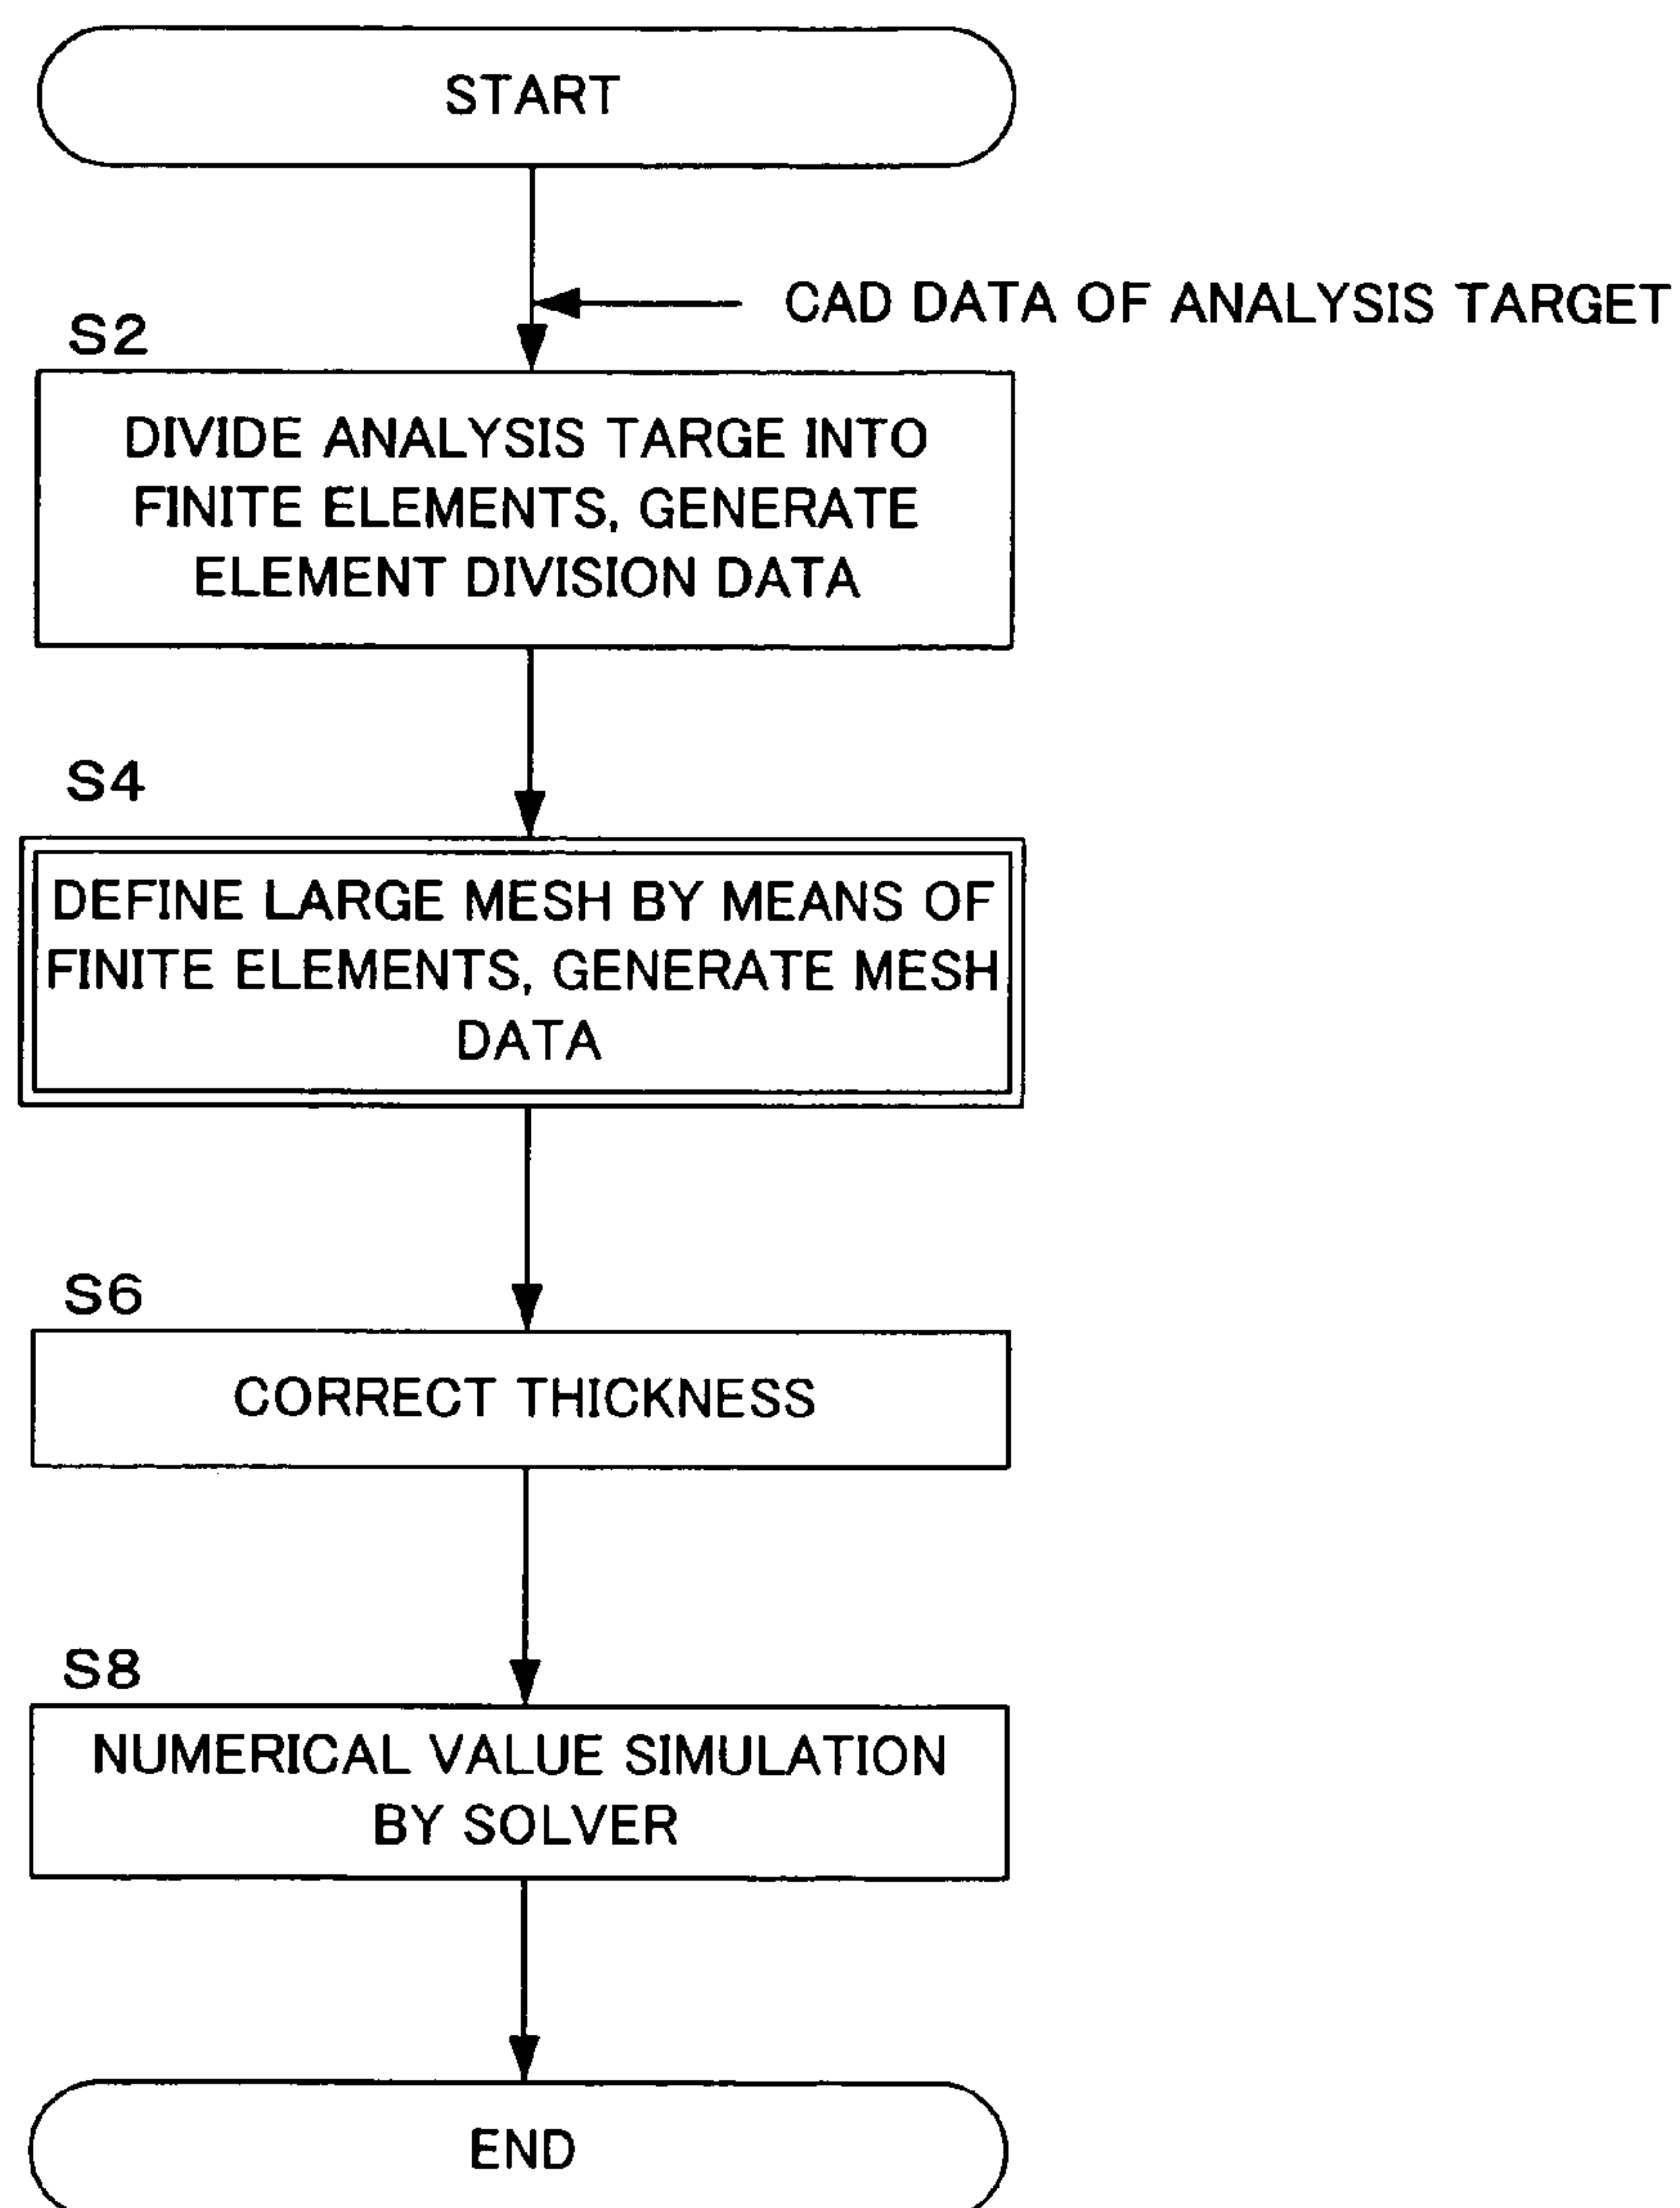 START
CAD DATA OF ANALYSIS TARGET
S2
DIVIDE ANALYSIS TARGE INTO
FINITE ELEMENTS, GENERATE
ELEMENT DIVISION DATA
S4
DEFINE LARGE MESH BY MEANS OF
FINITE ELEMENTS, GENERATE MESH
DATA
S6
CORRECT THICKNESS
S8
NUMERICAL VALUE SIMULATION
BY SOLVER
END